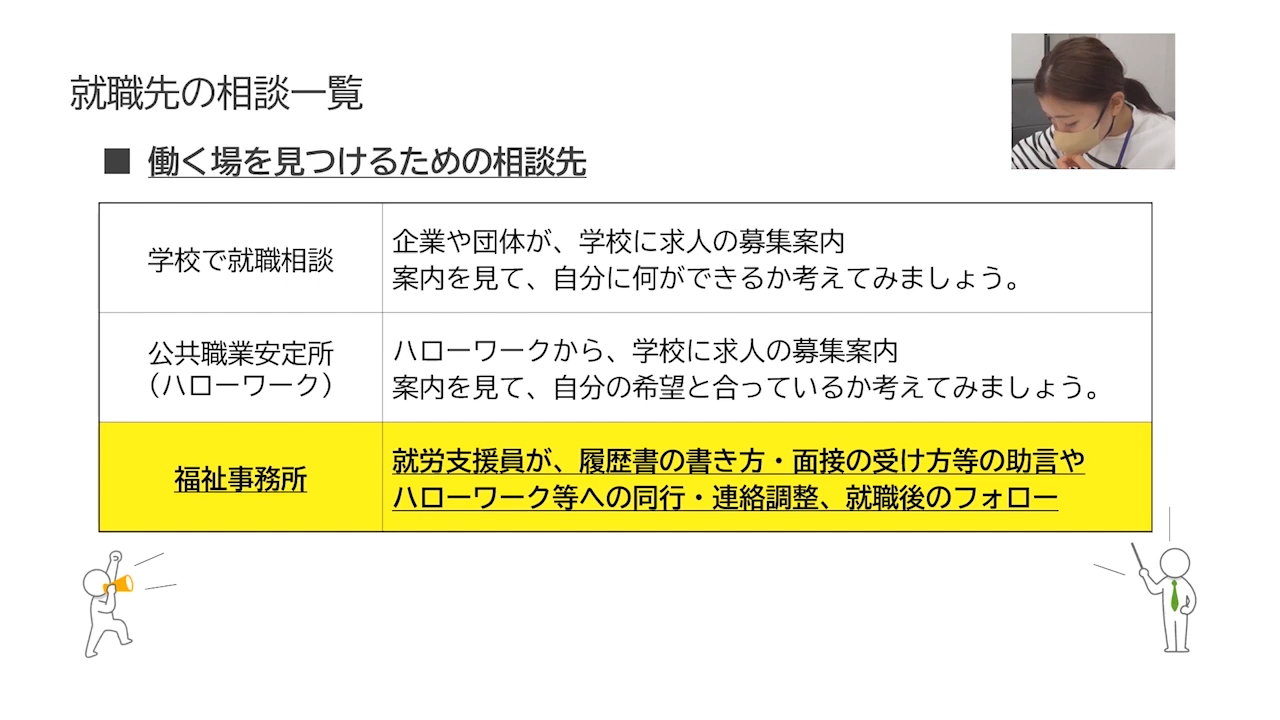 就職先の相談一覧
■ 働く場を見つけるための相談先
学校で就職相談
企業や団体が、学校に求人の募集案内
案内を見て、自分に何ができるか考えてみましょう。
公共職業安定所
（ハローワーク）
ハローワークから、学校に求人の募集案内
案内を見て、自分の希望と合っているか考えてみましょう。
福祉事務所
就労支援員が、履歴書の書き方・面接の受け方等の助言や
ハローワーク等への同行・連絡調整、就職後のフォロー